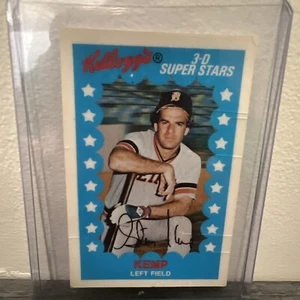 Kellogg's®
3-D
SUPER STARS
B
KEMP
LEFT FIELD